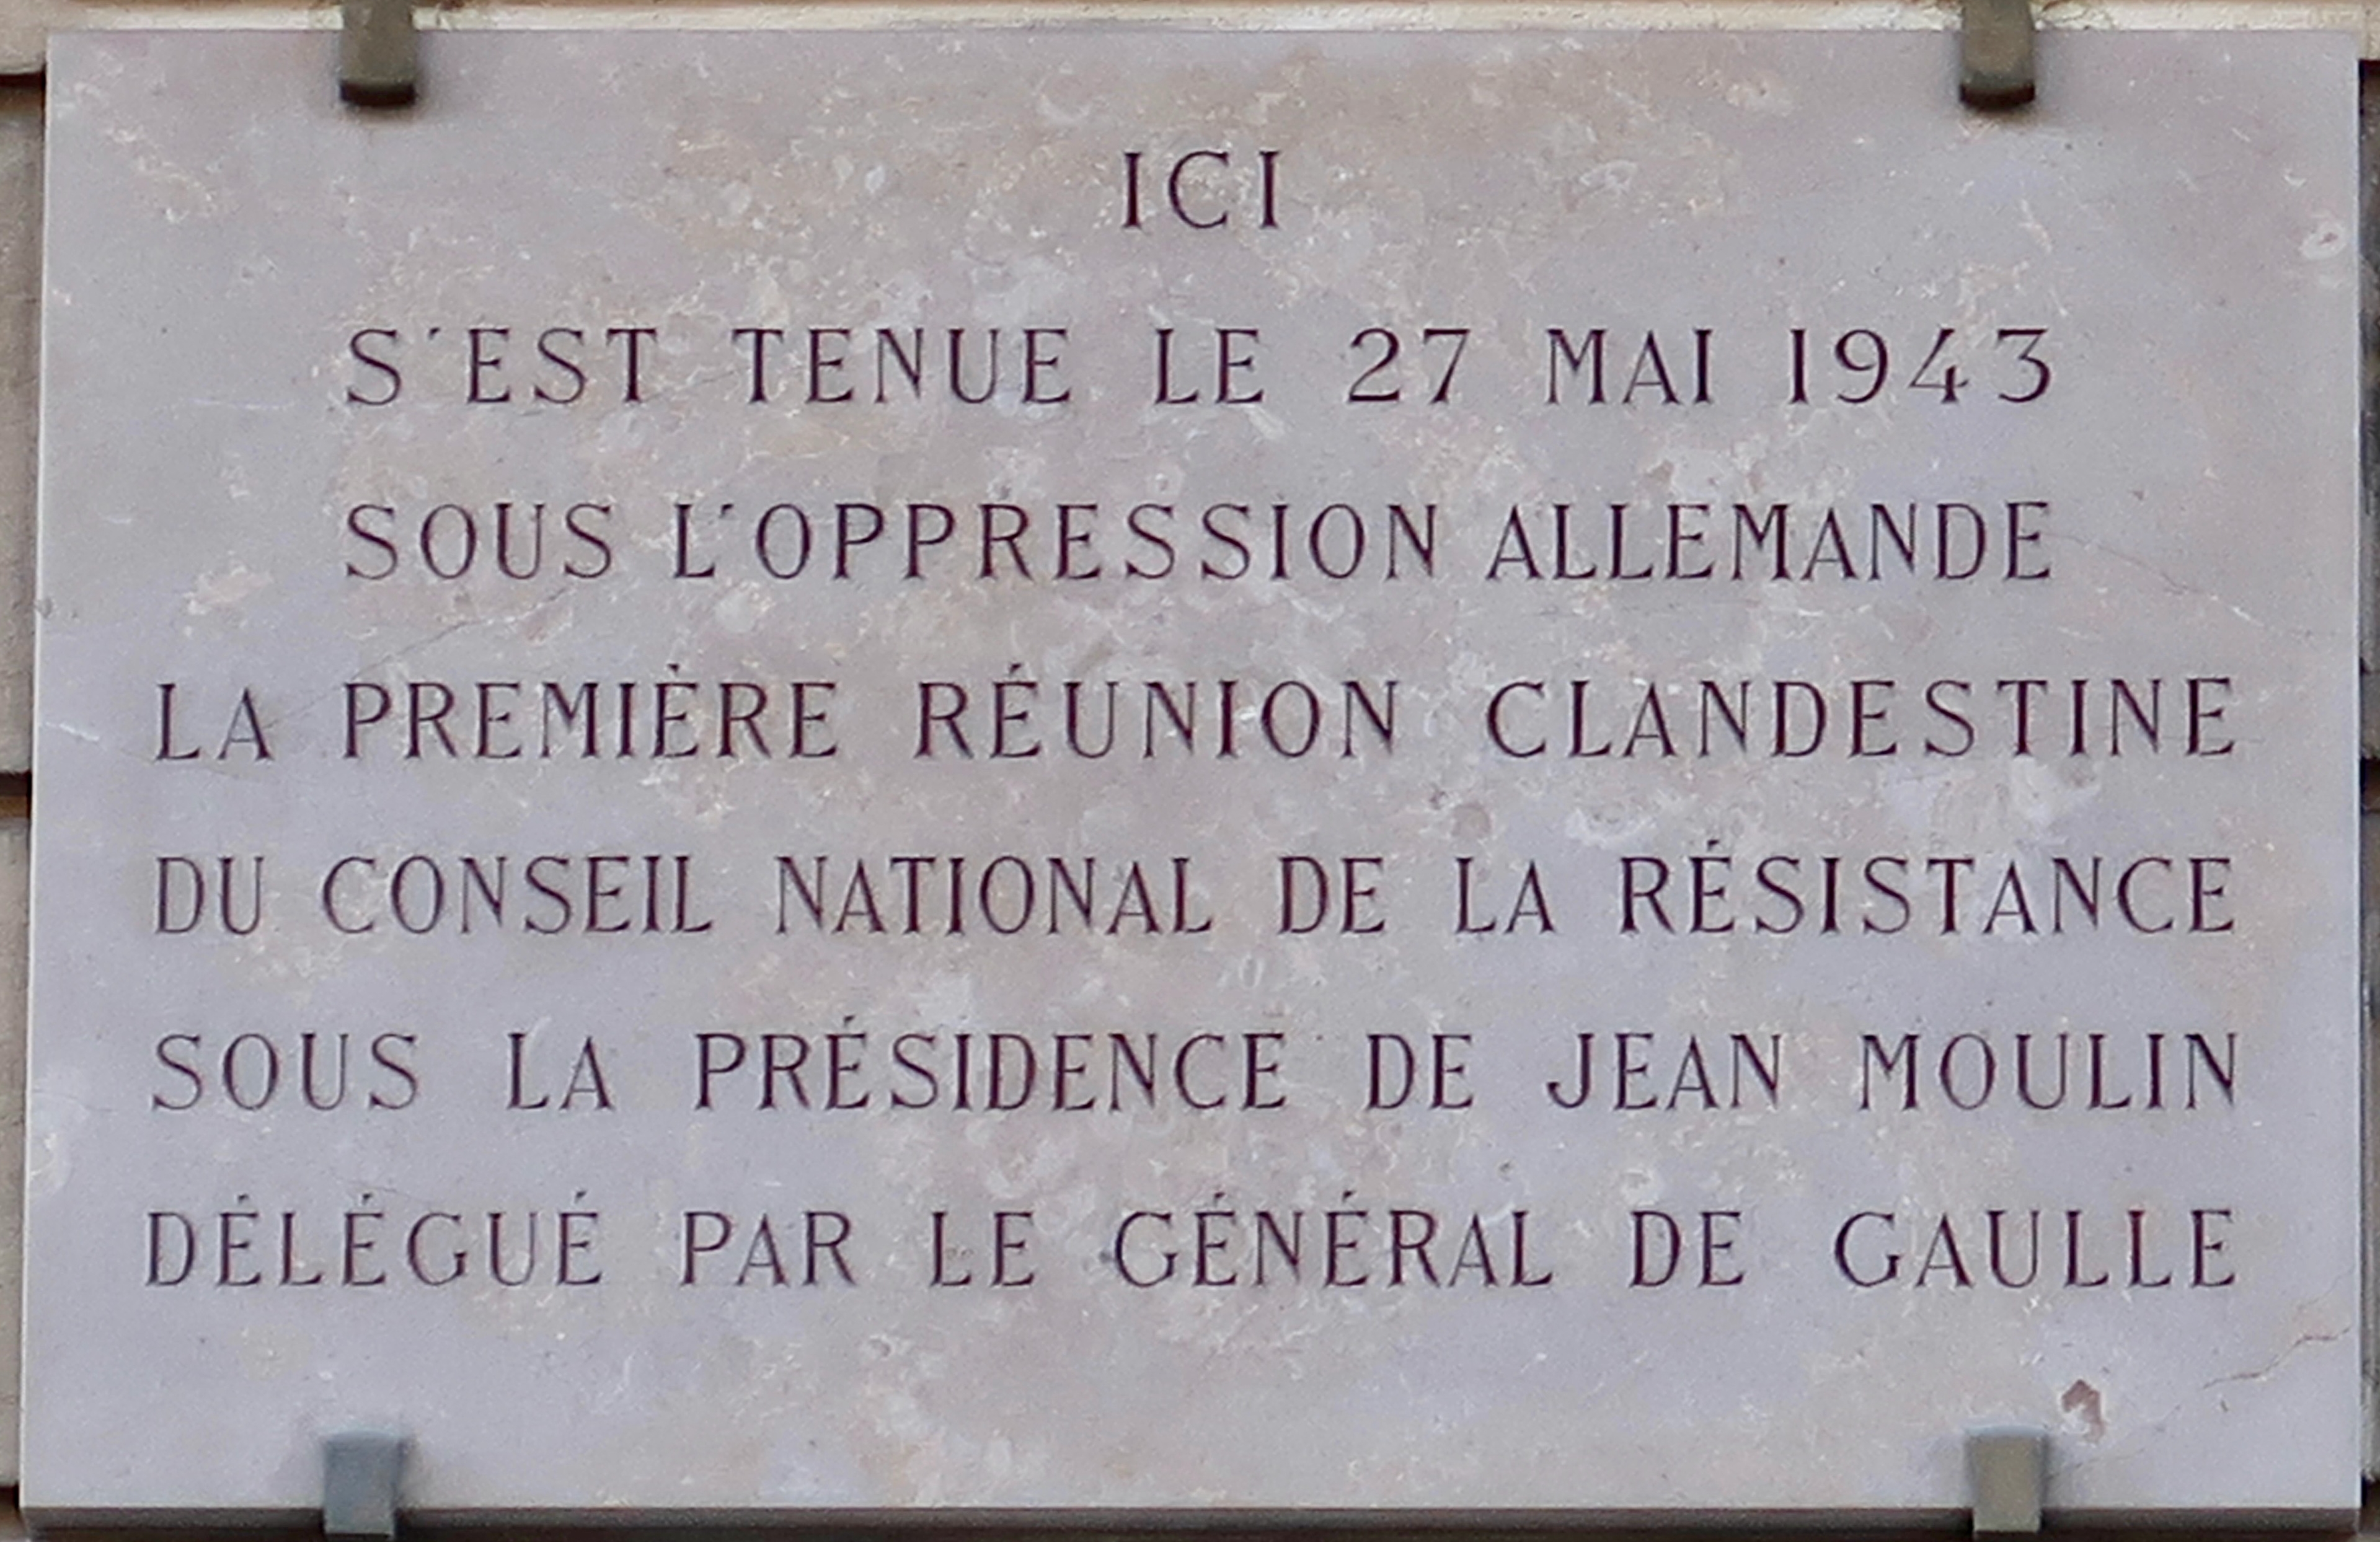 ICI
S'EST TENUE LE 27 MAI 1943
SOUS L'OPPRESSION ALLEMANDE
LA PREMIÈRE RÉUNION CLANDESTINE
DU CONSEIL NATIONAL DE LA RÉSISTANCE
SOUS LA PRÉSIDENCE DE JEAN MOULIN
DÉLÉGUÉ PAR LE GÉNÉRAL DE GAULLE